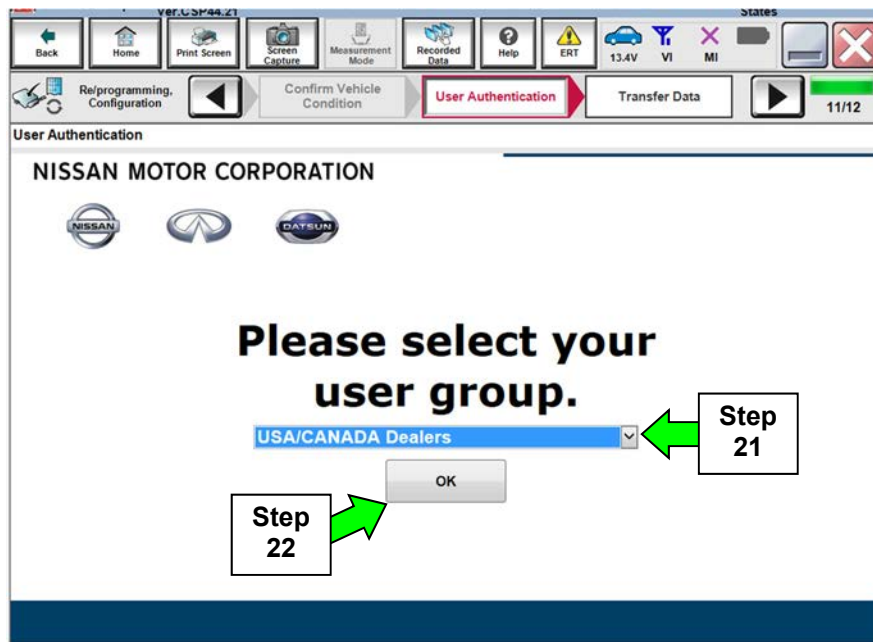 Ver.CSP44.21
States
Back
Home
Print Screen
Screen
Capture
Measurement
Mode
Recorded
Data
Help
ERT
13.4V
VI
MI
Re/programming,
Configuration
Confirm Vehicle
Condition
User Authentication
Transfer Data
11/12
User Authentication
NISSAN MOTOR CORPORATION
NISSAN
DATSUN
Please select your
user group.
USA/CANADA Dealers
Step
21
OK
Step
22